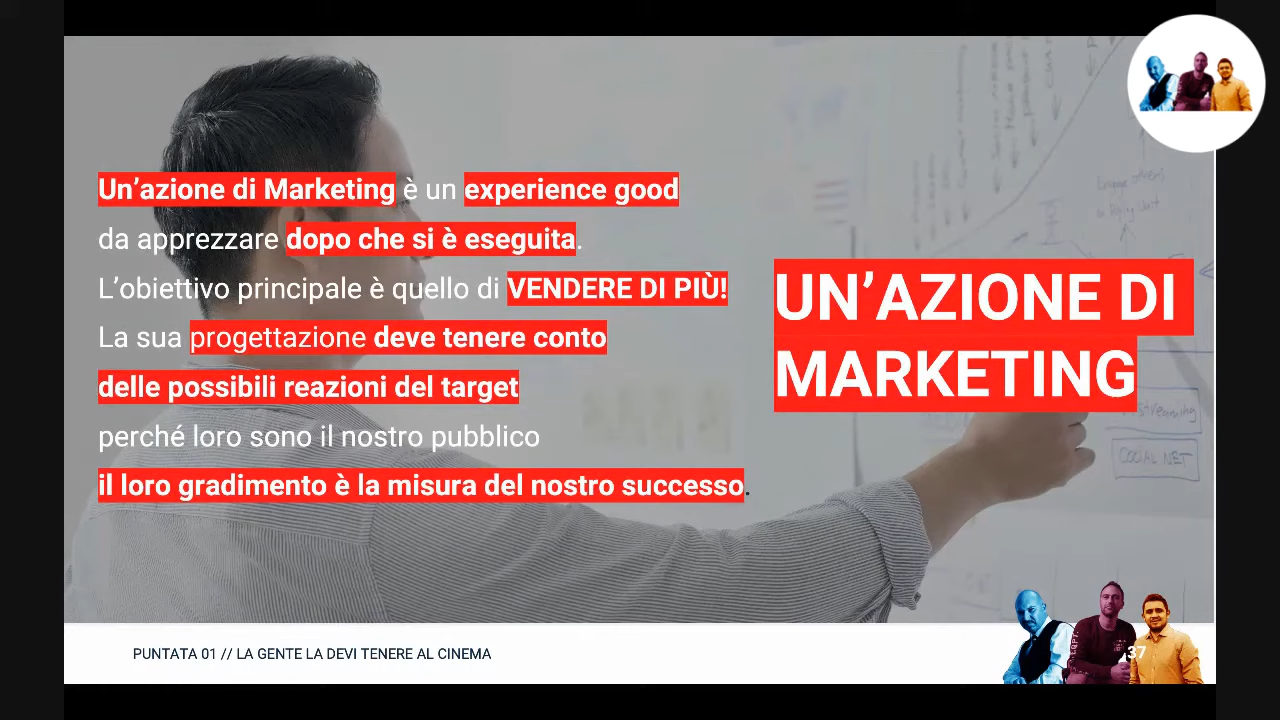 Un’azione di Marketing è un experience good
da apprezzare dopo che si è eseguita.
L’obiettivo principale è quello di VENDERE DI PIÙ!
La sua progettazione deve tenere conto
delle possibili reazioni del target
perché loro sono il nostro pubblico
il loro gradimento è la misura del nostro successo.
UN’AZIONE DI
MARKETING
SOCIAL NET
PUNTATA 01 // LA GENTE LA DEVI TENERE AL CINEMA
37